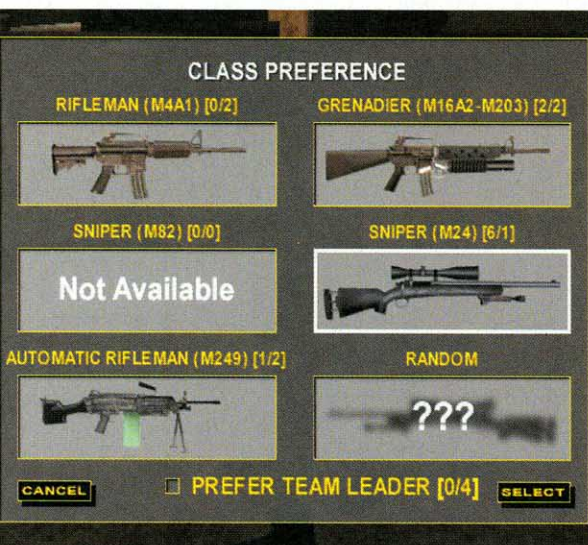 CLASS PREFERENCE
RIFLEMAN (M4A1) [0/2]
GRENADIER (M16A2-M203) [2/2]
SNIPER (M82) [0/0]
SNIPER (M24) [6/1]
Not Available
AUTOMATIC RIFLEMAN (M249) [1/2]
RANDOM
???
CANCEL
PREFER TEAM LEADER [0/4]
SELECT